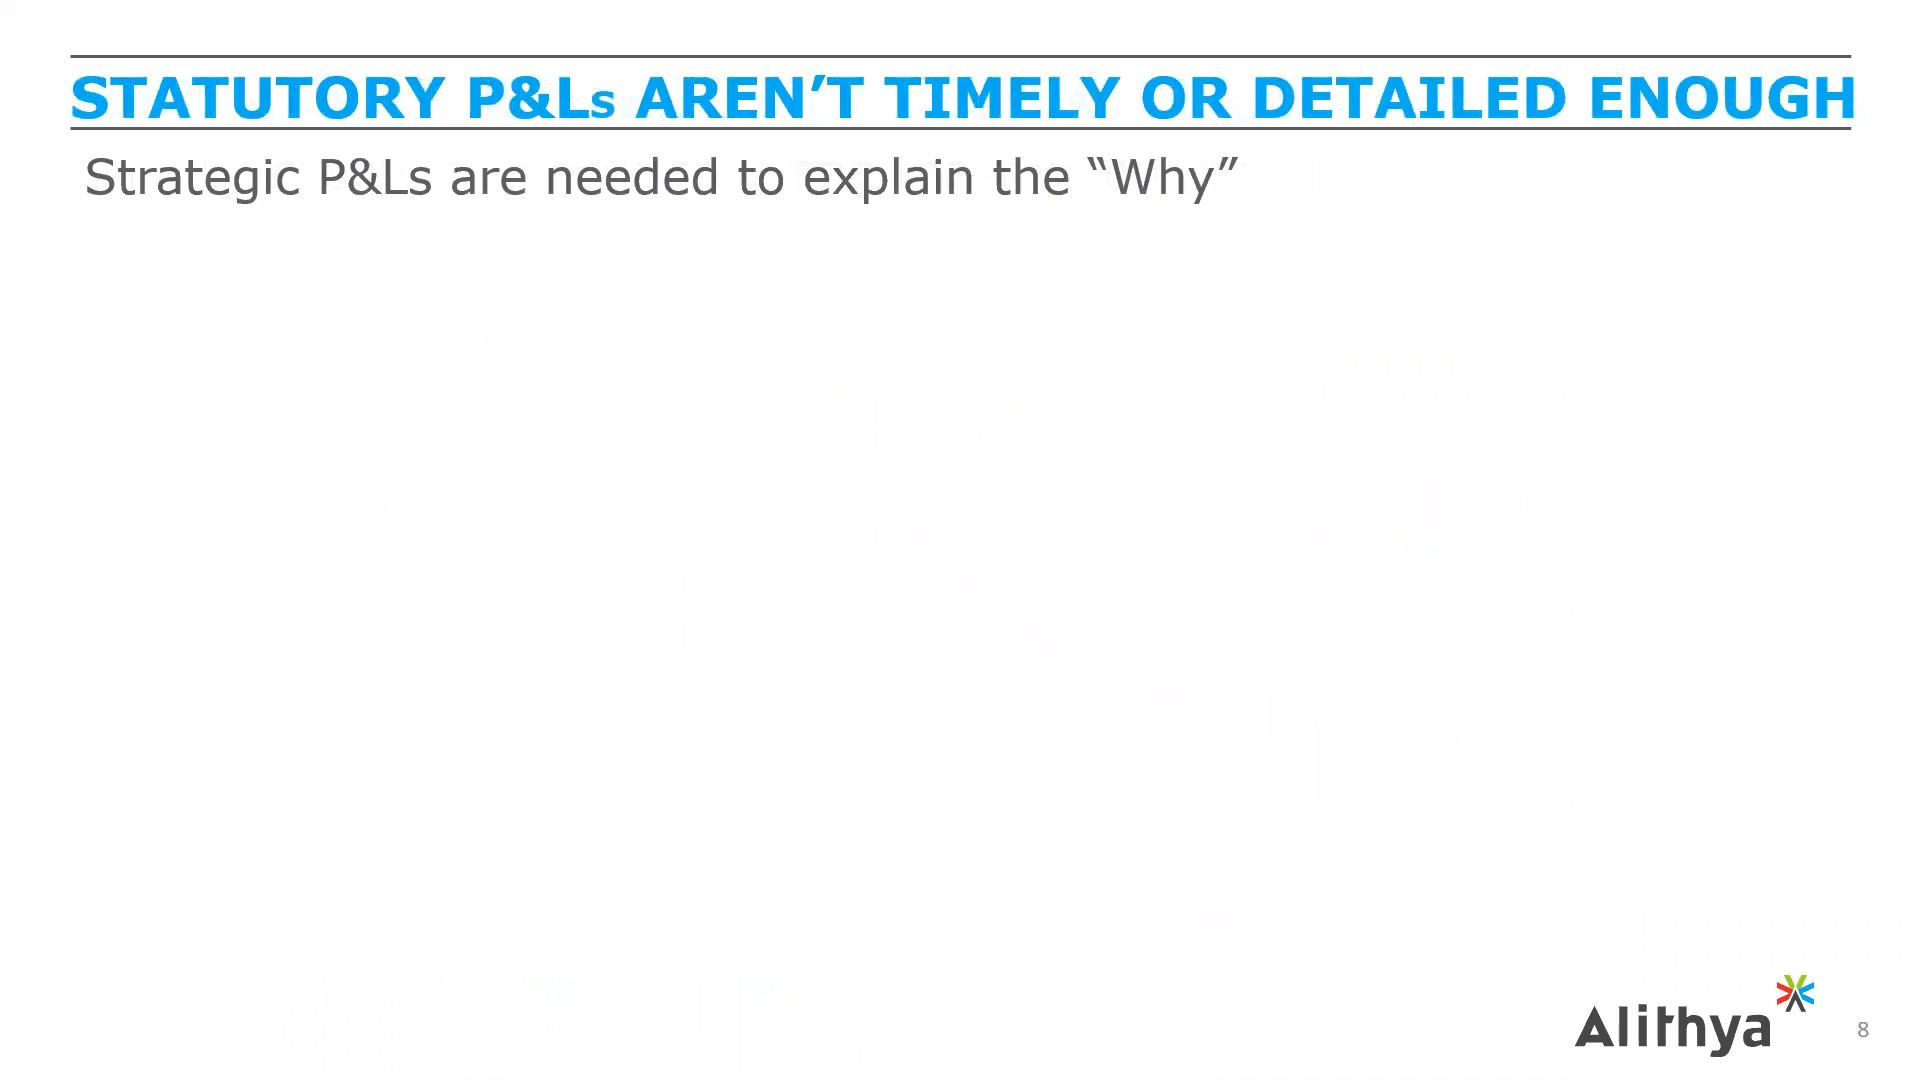 STATUTORY P&Ls AREN’T TIMELY OR DETAILED ENOUGH
Strategic P&Ls are needed to explain the “Why”
Alithya
8